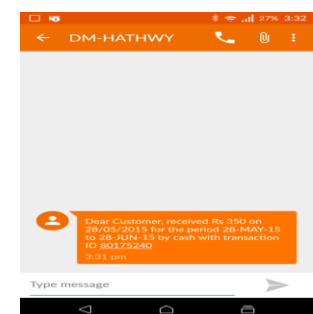 27% 3:32
DM-HATHWY
Dear Customer, received Rs 350 on
28/05/2015 for the period 28-MAY-15
to 28-JUN-15 by cash with transaction
ID 80175240
3:31 pm
Type message